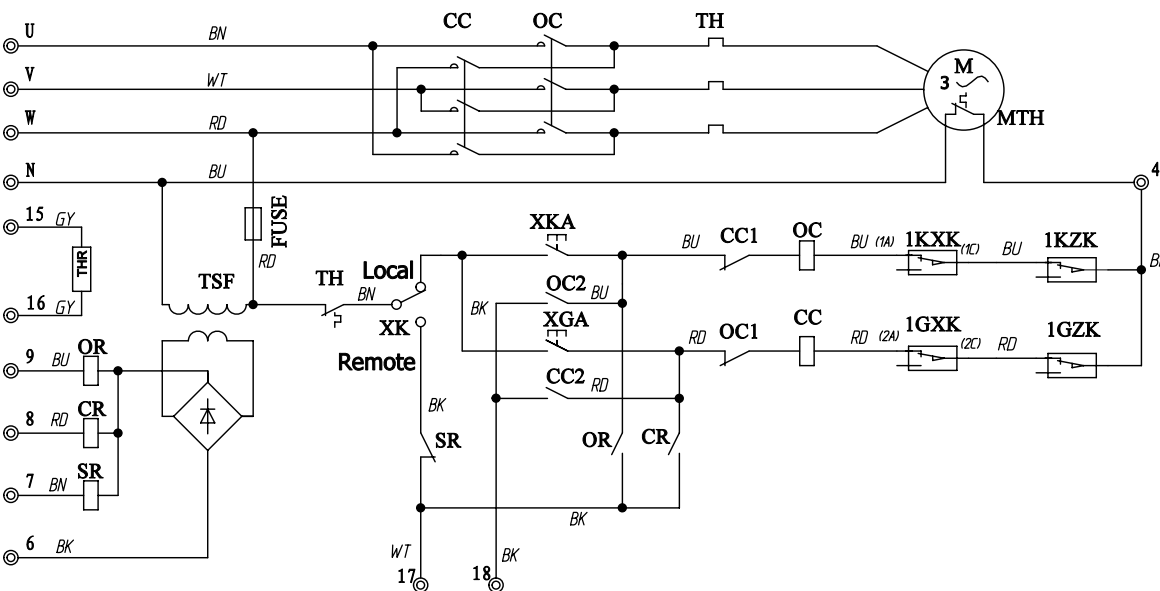 CC OC TH
U BN
V WT
M
3
W RD
MTH
N BU
4
15 GY
FUSE
THR
XKA
BU CC1 OC BU (1A) 1KXK (1C) BU 1KZK
RD
TSF TH Local
BN
OC2 BU
16 GY
BK
XGA
XK
RD OC1 CC RD (2A) 1GXK (2C) RD 1GZK
Remote
9 BU OR
CC2 RD
BK
8 RD CR
SR OR CR
7 BN SR
BK
6 BK
WT BK
17 18